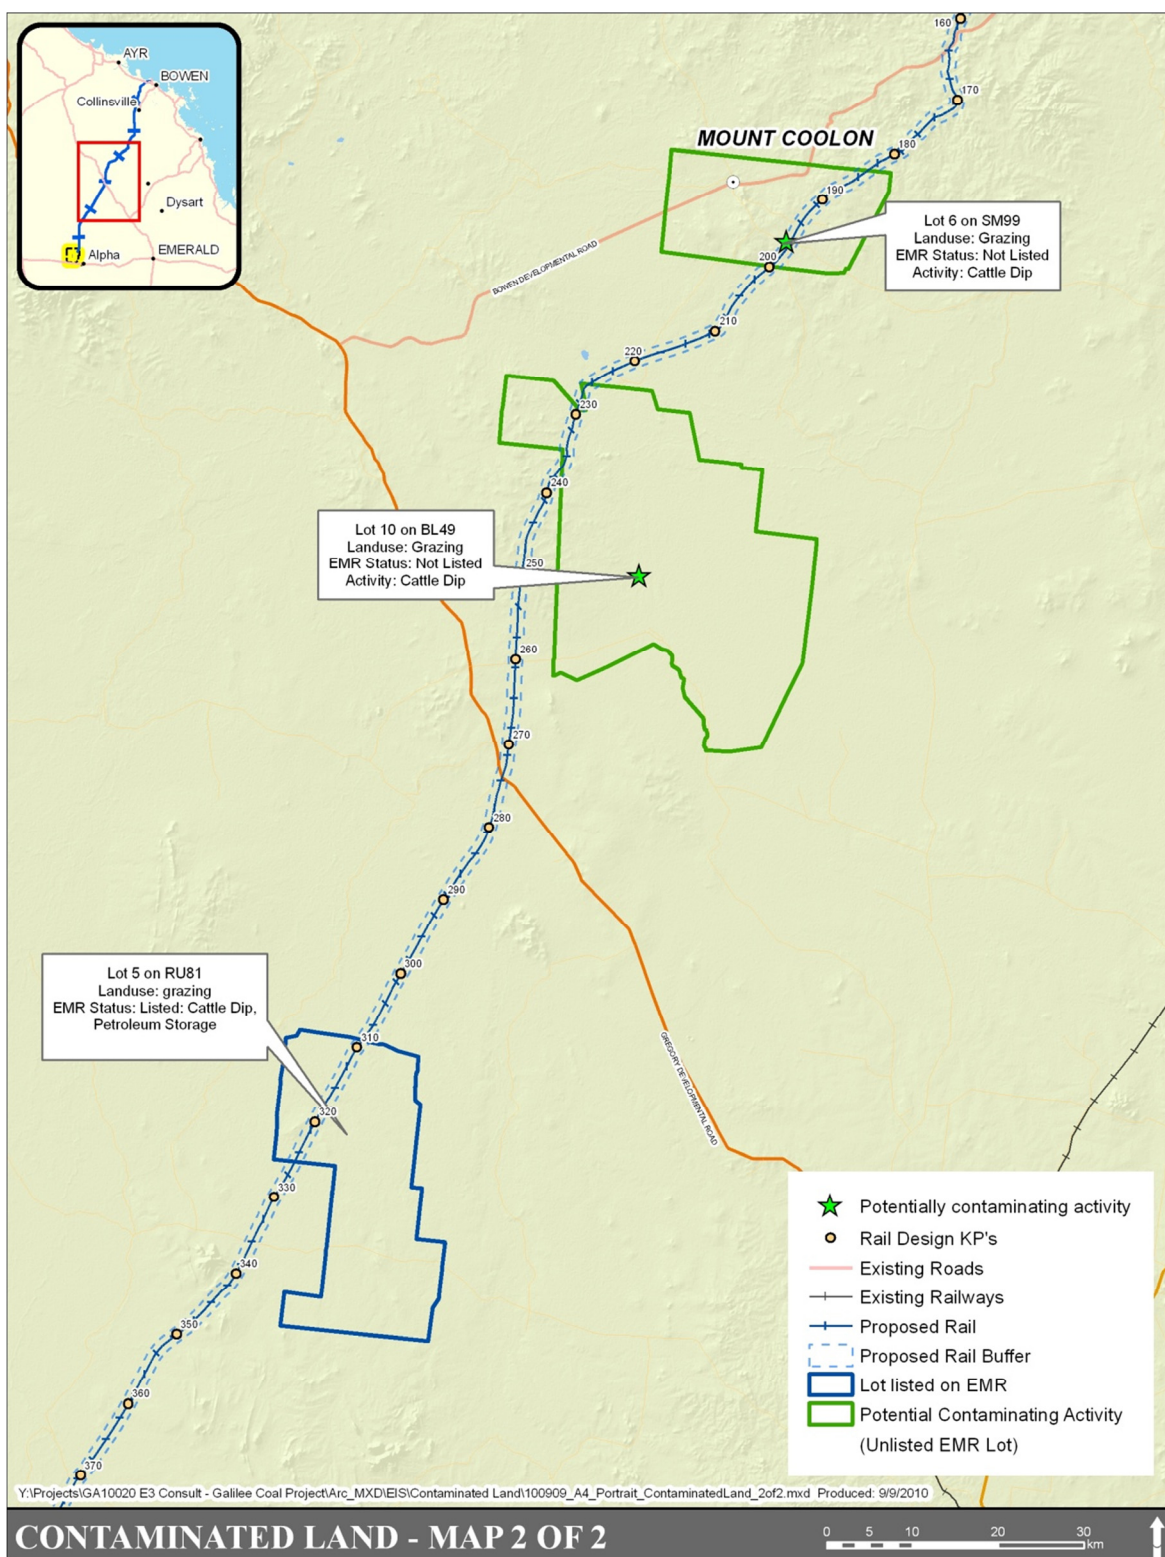 AYR
BOWEN
Collinsville
Dysart
Alpha
EMERALD
160
170
MOUNT COOLON
180
190
Lot 6 on SM99
Landuse: Grazing
EMR Status: Not Listed
Activity: Cattle Dip
200
BOWEN DEVELOPMENTAL ROAD
210
220
230
240
Lot 10 on BL49
Landuse: Grazing
EMR Status: Not Listed
Activity: Cattle Dip
250
260
270
280
290
300
Lot 5 on RU81
Landuse: grazing
EMR Status: Listed: Cattle Dip,
Petroleum Storage
310
GREGORY DEVELOPMENTAL ROAD
320
330
340
350
360
370
Potentially contaminating activity
Rail Design KP's
Existing Roads
Existing Railways
Proposed Rail
Proposed Rail Buffer
Lot listed on EMR
Potential Contaminating Activity
(Unlisted EMR Lot)
Y:\Projects\GA10020 E3 Consult - Galilee Coal Project\Arc_MXD\EIS\Contaminated Land\100909_A4_Portrait_ContaminatedLand_2of2.mxd Produced: 9/9/2010
CONTAMINATED LAND - MAP 2 OF 2
0 5 10 20 30
km